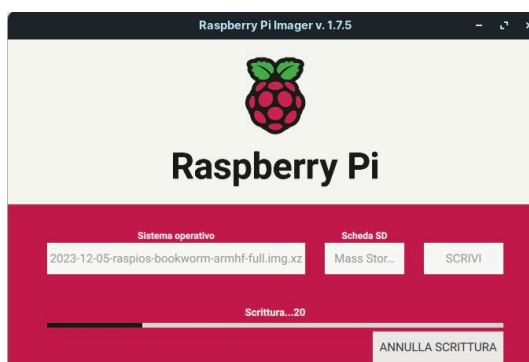 Raspberry Pi Imager v. 1.7.5
Raspberry Pi
Sistema operativo
Scheda SD
2023-12-05-raspios-bookworm-armhf-full.img.xz
Mass Stor...
SCRIVI
Scrittura...20
ANNULLA SCRITTURA